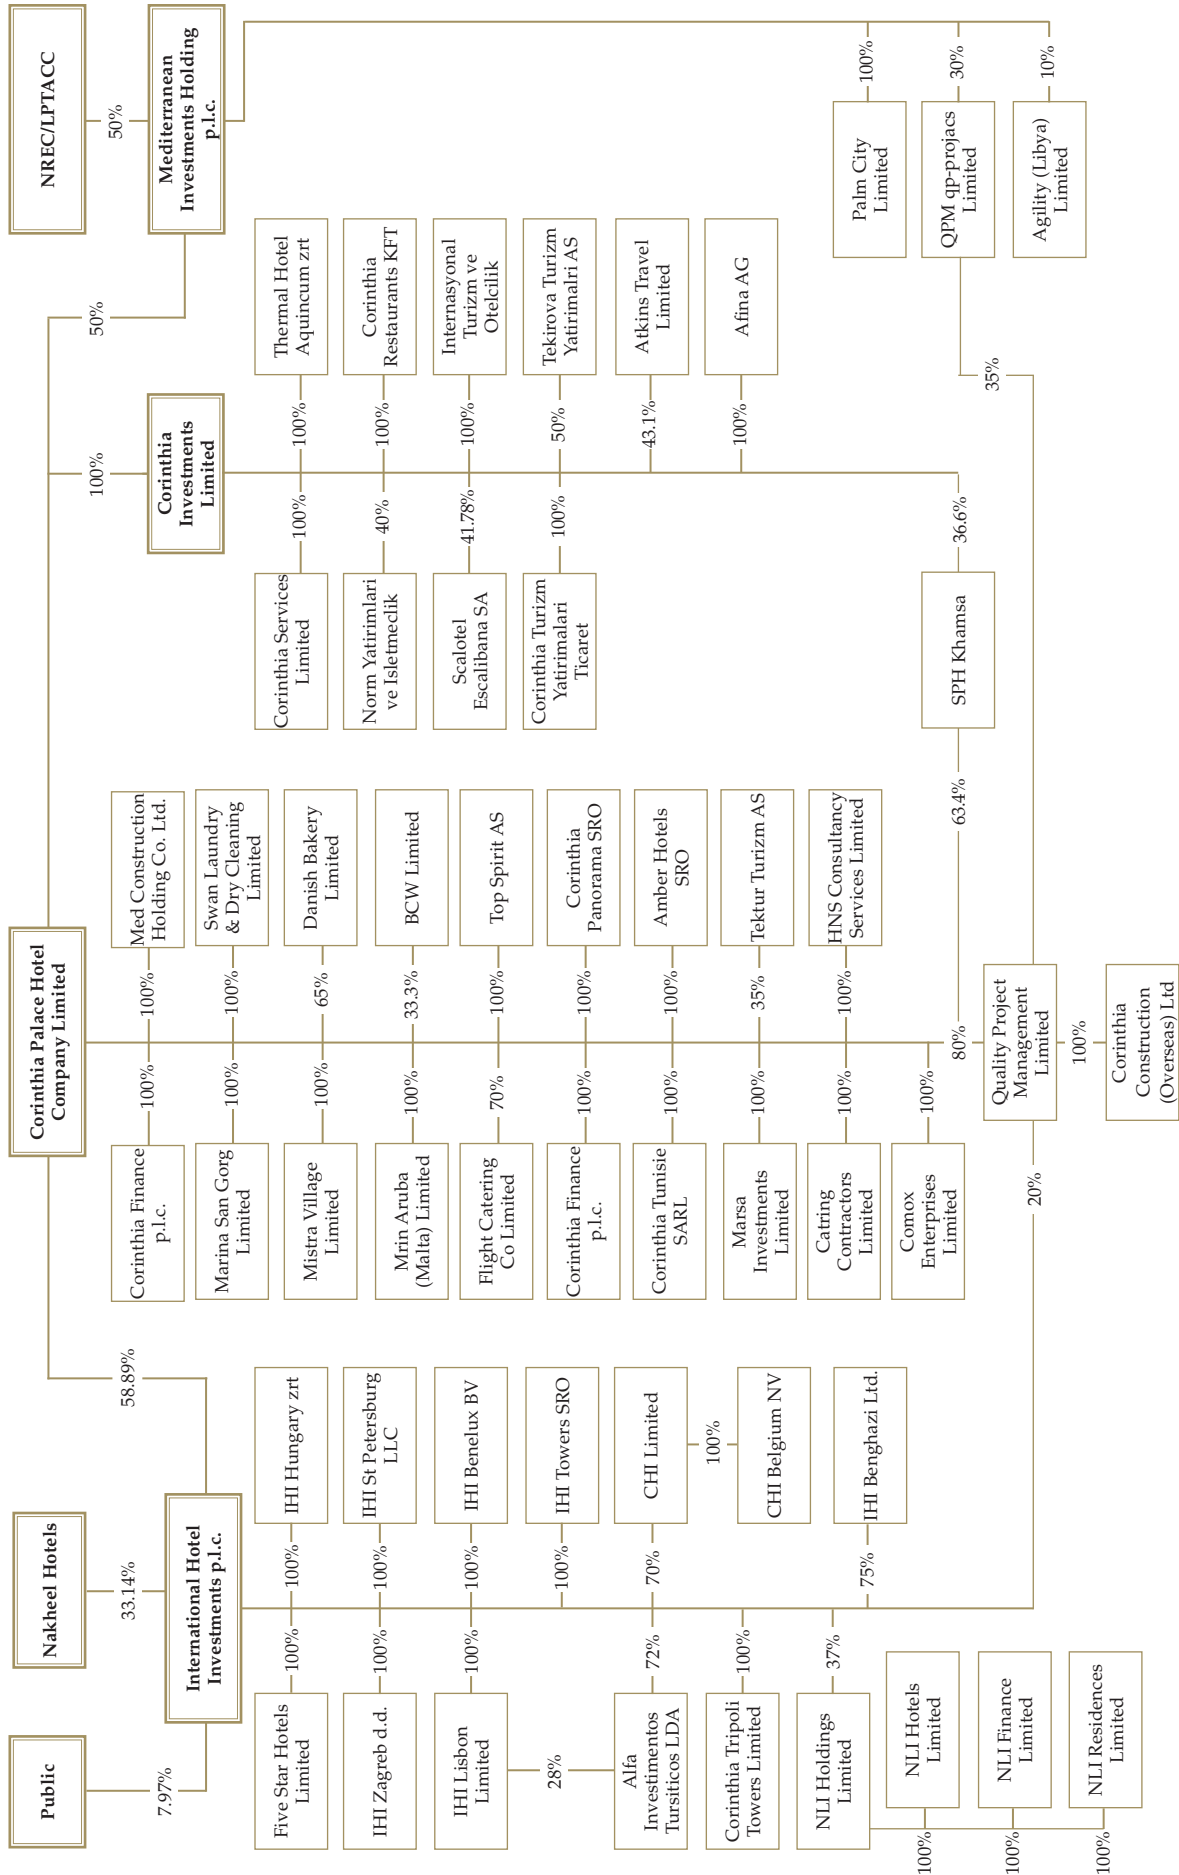 Public
Nakheel Hotels
Corinthia Palace Hotel
Company Limited
NREC/LPTACC
7.97%
33.14%
58.89%
100%
50%
50%
International Hotel
Investments p.l.c.
Corinthia
Investments
Limited
Mediterranean
Investments Holding
p.l.c.
Five Star Hotels
Limited
100%
100%
IHI Hungary zrt
IHI Zagreb d.d.
100%
100%
IHI St Petersburg
LLC
IHI Lisbon
Limited
100%
100%
IHI Benelux BV
28%
100%
IHI Towers SRO
Alfa
Investimentos
Tursiticos LDA
72%
70%
CHI Limited
100%
CHI Belgium NV
Corinthia Tripoli
Towers Limited
100%
NLI Holdings
Limited
37%
75%
IHI Benghazi Ltd.
100%
NLI Hotels
Limited
100%
NLI Finance
Limited
100%
NLI Residences
Limited
Corinthia Finance
p.l.c.
100%
100%
Med Construction
Holding Co. Ltd.
Marina San Gorg
Limited
100%
100%
Swan Laundry
& Dry Cleaning
Limited
Mistra Village
Limited
100%
65%
Danish Bakery
Limited
Mrin Aruba
(Malta) Limited
100%
33.3%
BCW Limited
Flight Catering
Co Limited
70%
100%
Top Spirit AS
Corinthia Finance
p.l.c.
100%
100%
Corinthia
Panorama SRO
Corinthia Tunisie
SARL
100%
100%
Amber Hotels
SRO
Marsa
Investments
Limited
100%
35%
Tektur Turizm AS
Catring
Contractors
Limited
100%
100%
HNS Consultancy
Services Limited
Comox
Enterprises
Limited
100%
80%
63.4%
SPH Khamsa
36.6%
20%
Quality Project
Management
Limited
35%
100%
Corinthia
Construction
(Overseas) Ltd
Corinthia Services
Limited
100%
100%
Thermal Hotel
Aquincum zrt
Norm Yatirimlari
ve Isletmeclik
40%
100%
Corinthia
Restaurants KFT
Scalotel
Escalibana SA
41.78%
100%
Internasyonal
Turizm ve
Otelcilik
Corinthia Turizm
Yatirimalari
Ticaret
100%
50%
Tekirova Turizm
Yatirimalri AS
43.1%
Atkins Travel
Limited
100%
Afina AG
Palm City
Limited
100%
QPM qp-projacs
Limited
30%
Agility (Libya)
Limited
10%